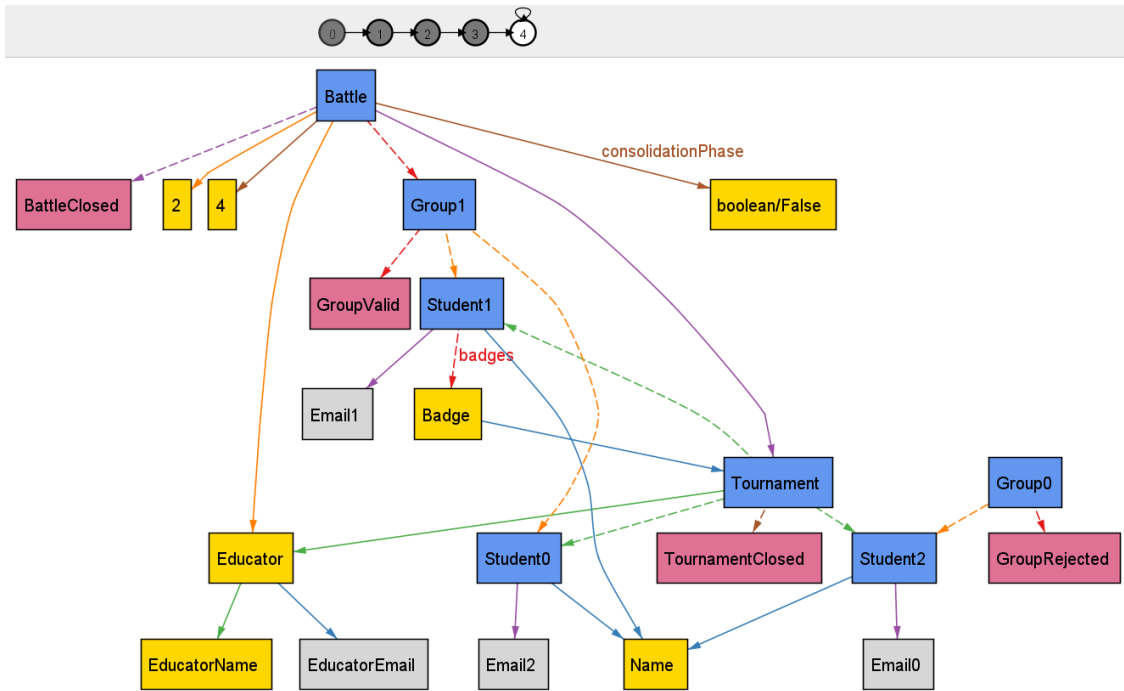 0 1 2 3 4
Battle
consolidationPhase
BattleClosed 2 4 Group1 boolean/False
GroupValid Student1
badges
Email1 Badge
Tournament Group0
Educator Student0 TournamentClosed Student2 GroupRejected
EducatorName EducatorEmail Email2 Name Email0